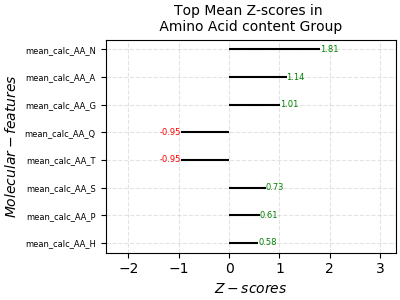 Top Mean Z-scores in
Amino Acid content Group
mean_calc_AA_N 1.81
mean_calc_AA_A 1.14
mean_calc_AA_G 1.01
mean_calc_AA_Q -0.95
mean_calc_AA_T -0.95
mean_calc_AA_S 0.73
mean_calc_AA_P 0.61
mean_calc_AA_H 0.58
Molecular − features
−2 −1 0 1 2 3
Z − scores